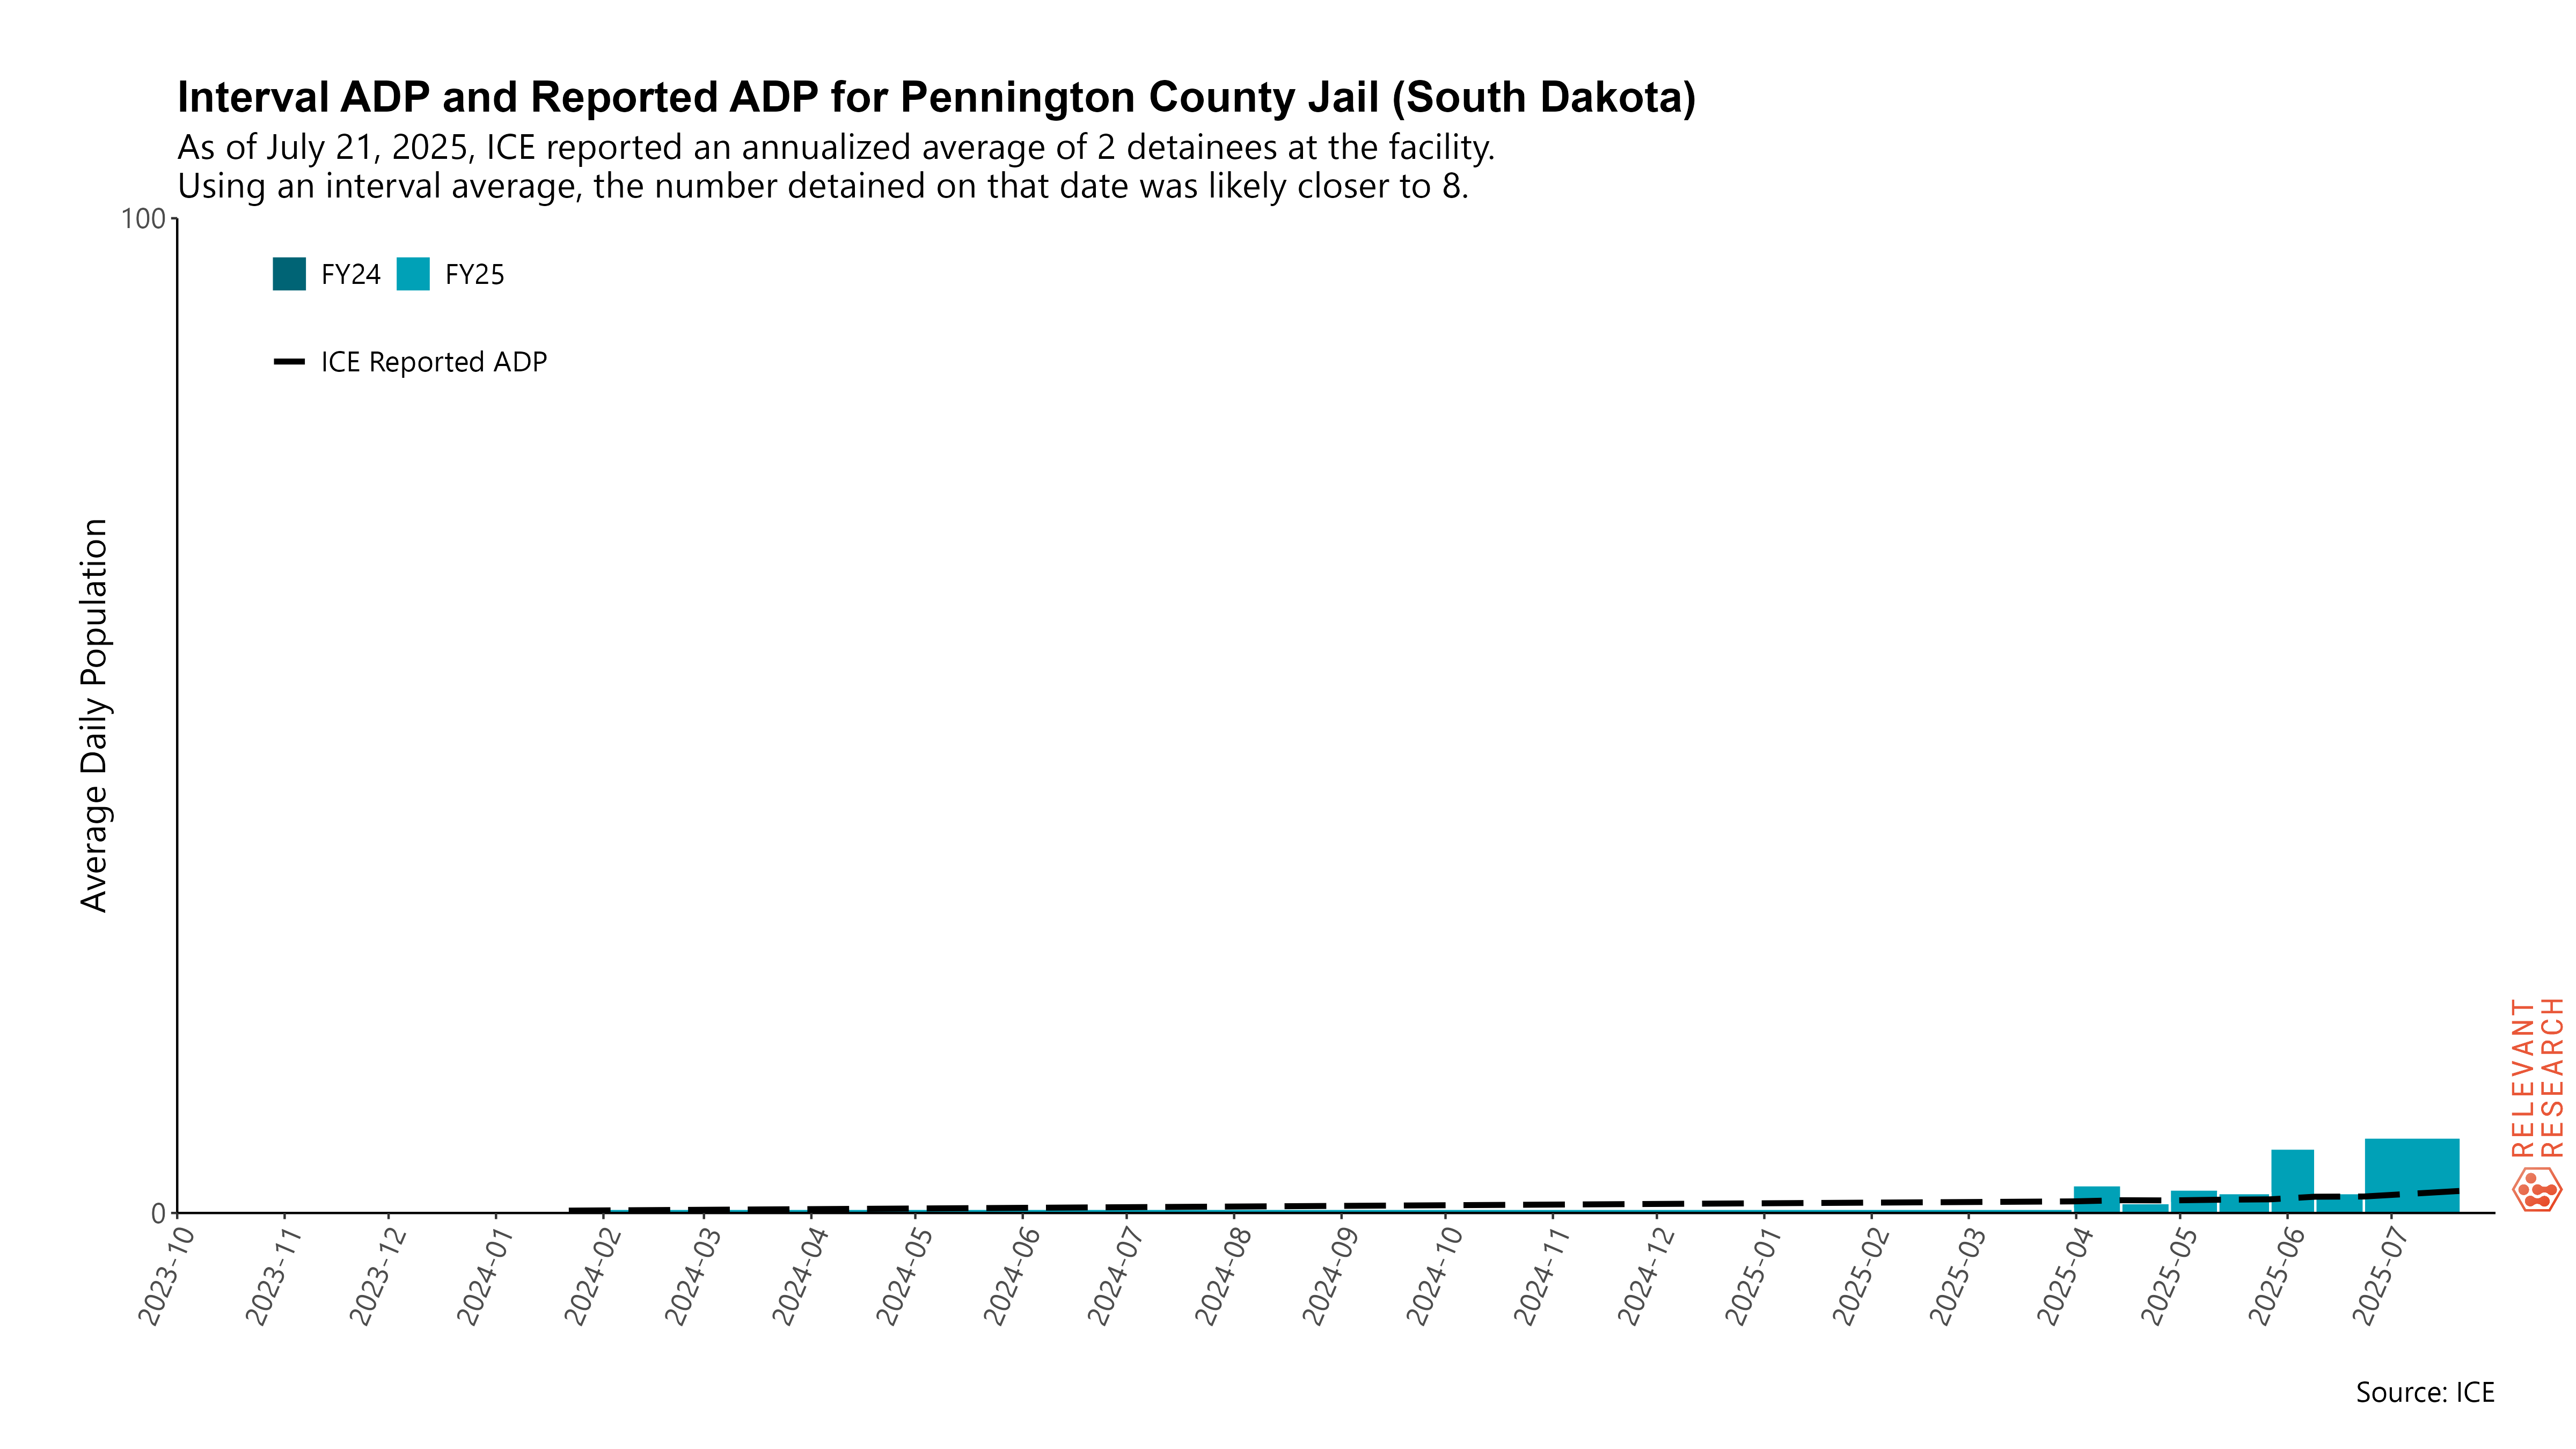 Interval ADP and Reported ADP for Pennington County Jail (South Dakota)
As of July 21, 2025, ICE reported an annualized average of 2 detainees at the facility.
Using an interval average, the number detained on that date was likely closer to 8.
100
FY24 FY25
ICE Reported ADP
Average Daily Population
0
2023-10
2023-11
2023-12
2024-01
2024-02
2024-03
2024-04
2024-05
2024-06
2024-07
2024-08
2024-09
2024-10
2024-11
2024-12
2025-01
2025-02
2025-03
2025-04
2025-05
2025-06
2025-07
RELEVANT
RESEARCH
Source: ICE